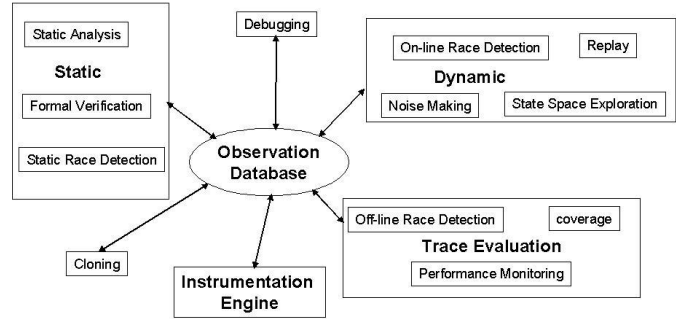 Static Analysis
Static
Formal Verification
Static Race Detection
Debugging
On-line Race Detection
Replay
Dynamic
Noise Making
State Space Exploration
Observation
Database
Off-line Race Detection
coverage
Trace Evaluation
Performance Monitoring
Cloning
Instrumentation
Engine